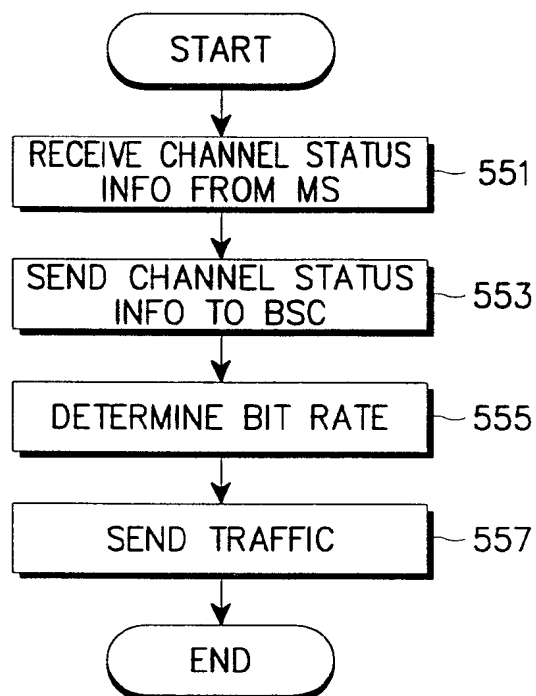 START
RECEIVE CHANNEL STATUS
INFO FROM MS
551
SEND CHANNEL STATUS
INFO TO BSC
553
DETERMINE BIT RATE
555
SEND TRAFFIC
557
END